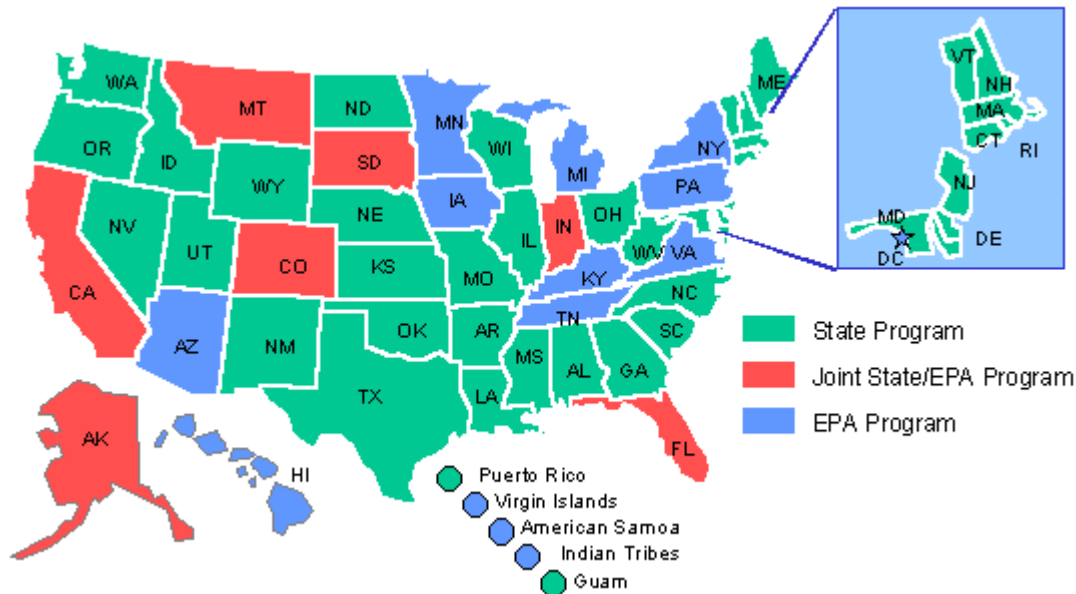 WA
MT
ND
MN
ME
OR
ID
SD
WI
NY
WY
MI
PA
IA
NV
NE
IL
IN
OH
UT
CO
KS
MO
WV
VA
KY
CA
NC
TN
AZ
NM
OK
AR
SC
MS
AL
GA
TX
LA
FL
AK
HI
VT
NH
MA
CT
RI
NJ
MD
DE
DC
State Program
Joint State/EPA Program
EPA Program
Puerto Rico
Virgin Islands
American Samoa
Indian Tribes
Guam